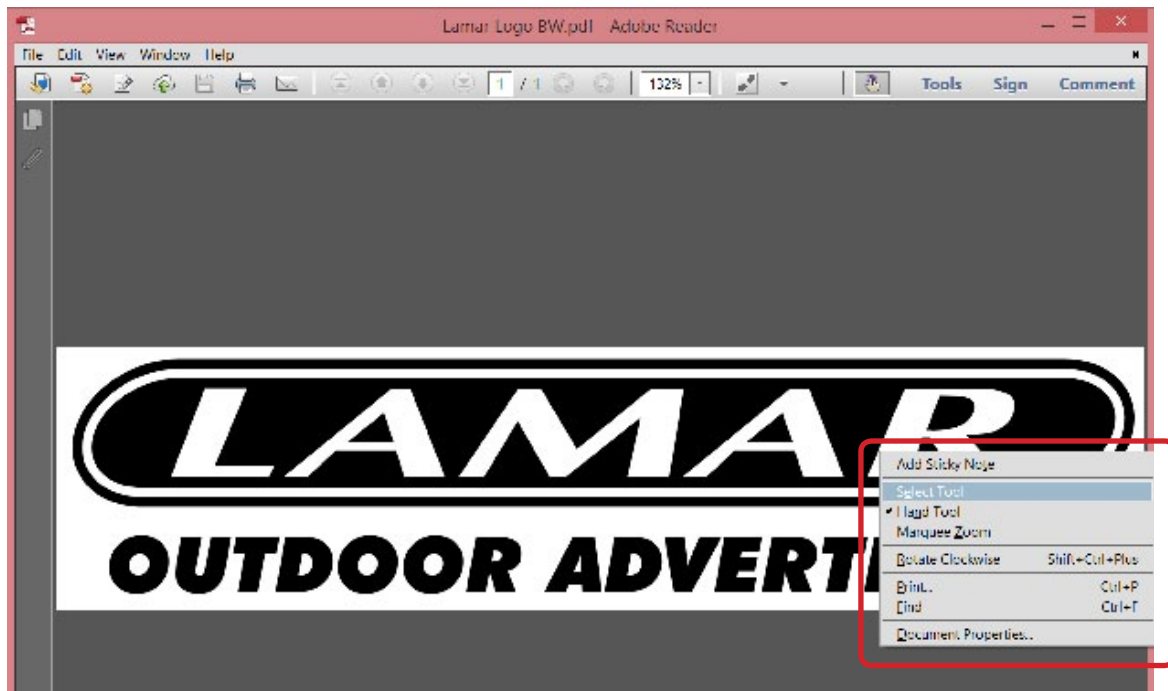 Lamar Logo BW.pdf - Adobe Reader
File Edit View Window Help
1 / 1 132% Tools Sign Comment
LAMAR
OUTDOOR ADVERTI
Add Sticky Note
Select Tool
Hand Tool
Marquee Zoom
Rotate Clockwise Shift+Ctrl+Plus
Print... Ctrl+P
Find Ctrl+F
Document Properties...